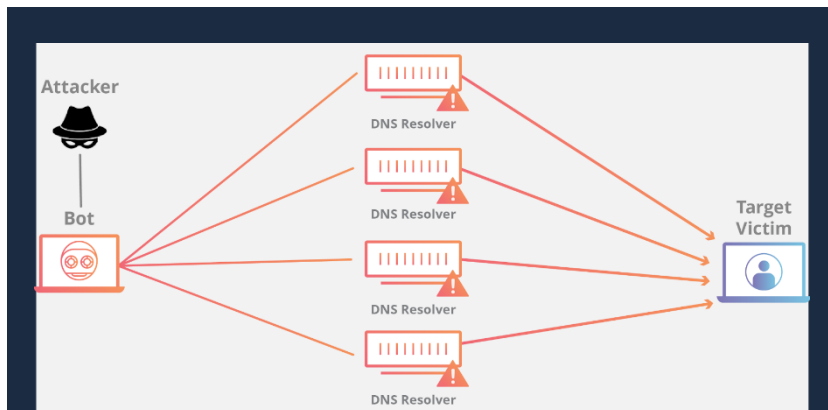 Attacker
DNS Resolver
Bot
DNS Resolver
Target
Victim
DNS Resolver
DNS Resolver